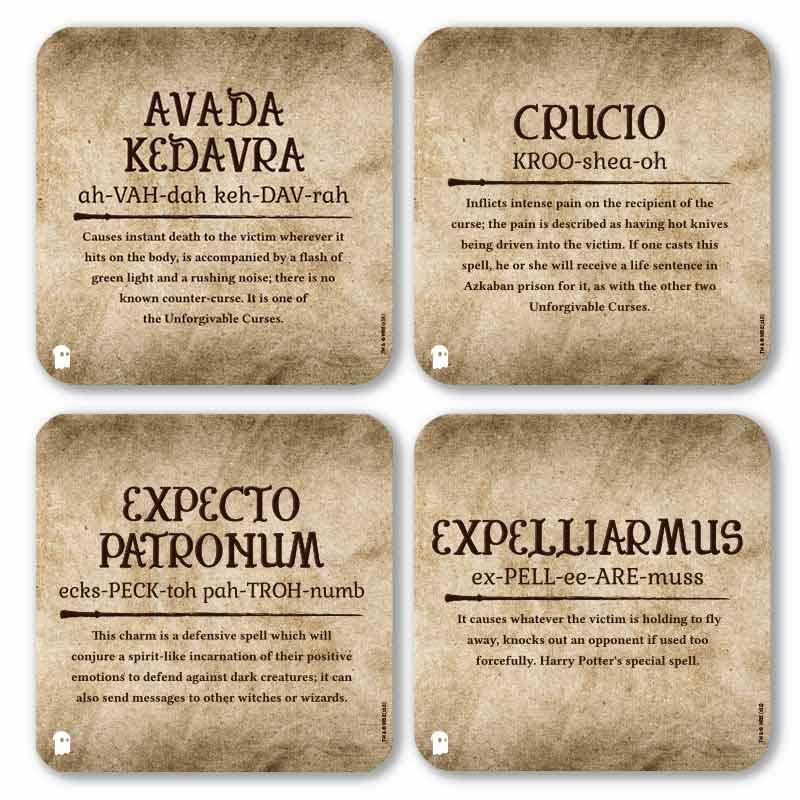 AVADA
KEDAVRA
ah-VAH-dah keh-DAV-rah
Causes instant death to the victim wherever it
hits on the body, is accompanied by a flash of
green light and a rushing noise; there is no
known counter-curse. It is one of
the Unforgivable Curses.
CRUCIO
KROO-shea-oh
Inflicts intense pain on the recipient of the
curse; the pain is described as having hot knives
being driven into the victim. If one casts this
spell, he or she will receive a life sentence in
Azkaban prison for it, as with the other two
Unforgivable Curses.
EXPECTO
PATRONUM
ecks-PECK-toh pah-TROH-numb
This charm is a defensive spell which will
conjure a spirit-like incarnation of their positive
emotions to defend against dark creatures; it can
also send messages to other witches or wizards.
EXPELLIARMUS
ex-PELL-ee-ARE-muss
It causes whatever the victim is holding to fly
away, knocks out an opponent if used too
forcefully. Harry Potter's special spell.